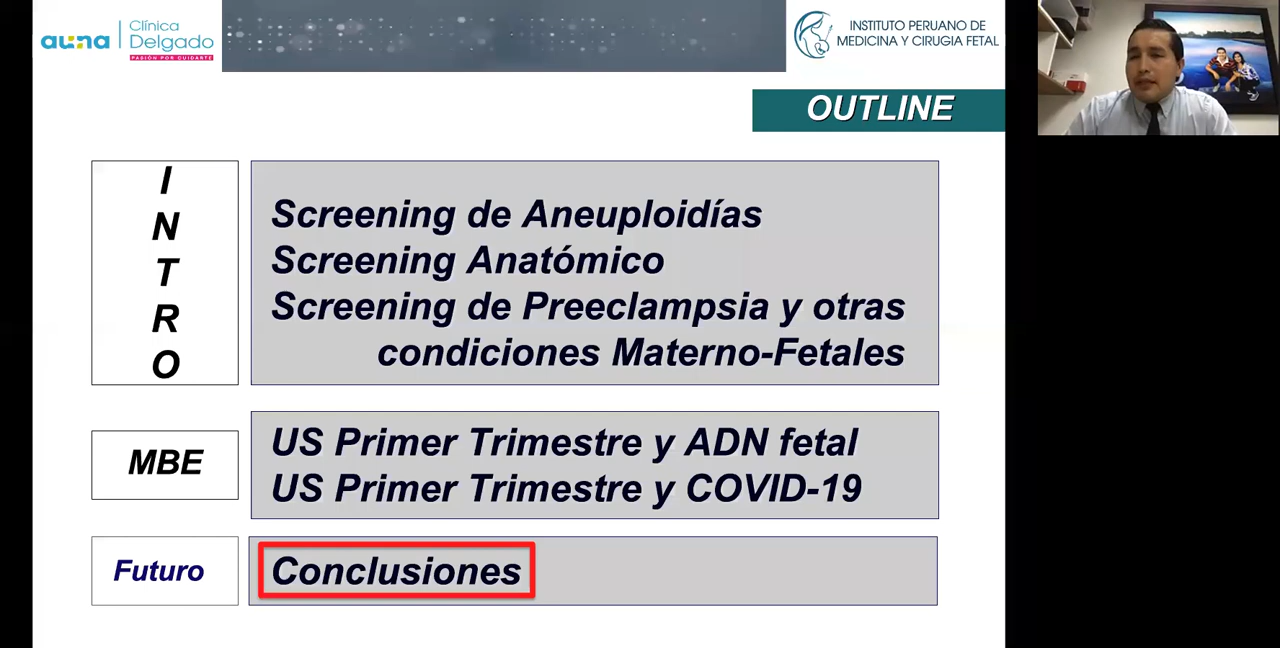 auna
Clínica
Delgado
PASIÓN POR CUIDARTE
INSTITUTO PERUANO DE
MEDICINA Y CIRUGIA FETAL
OUTLINE
I
N
T
R
O
Screening de Aneuploidías
Screening Anatómico
Screening de Preeclampsia y otras
condiciones Materno-Fetales
MBE
US Primer Trimestre y ADN fetal
US Primer Trimestre y COVID-19
Futuro
Conclusiones